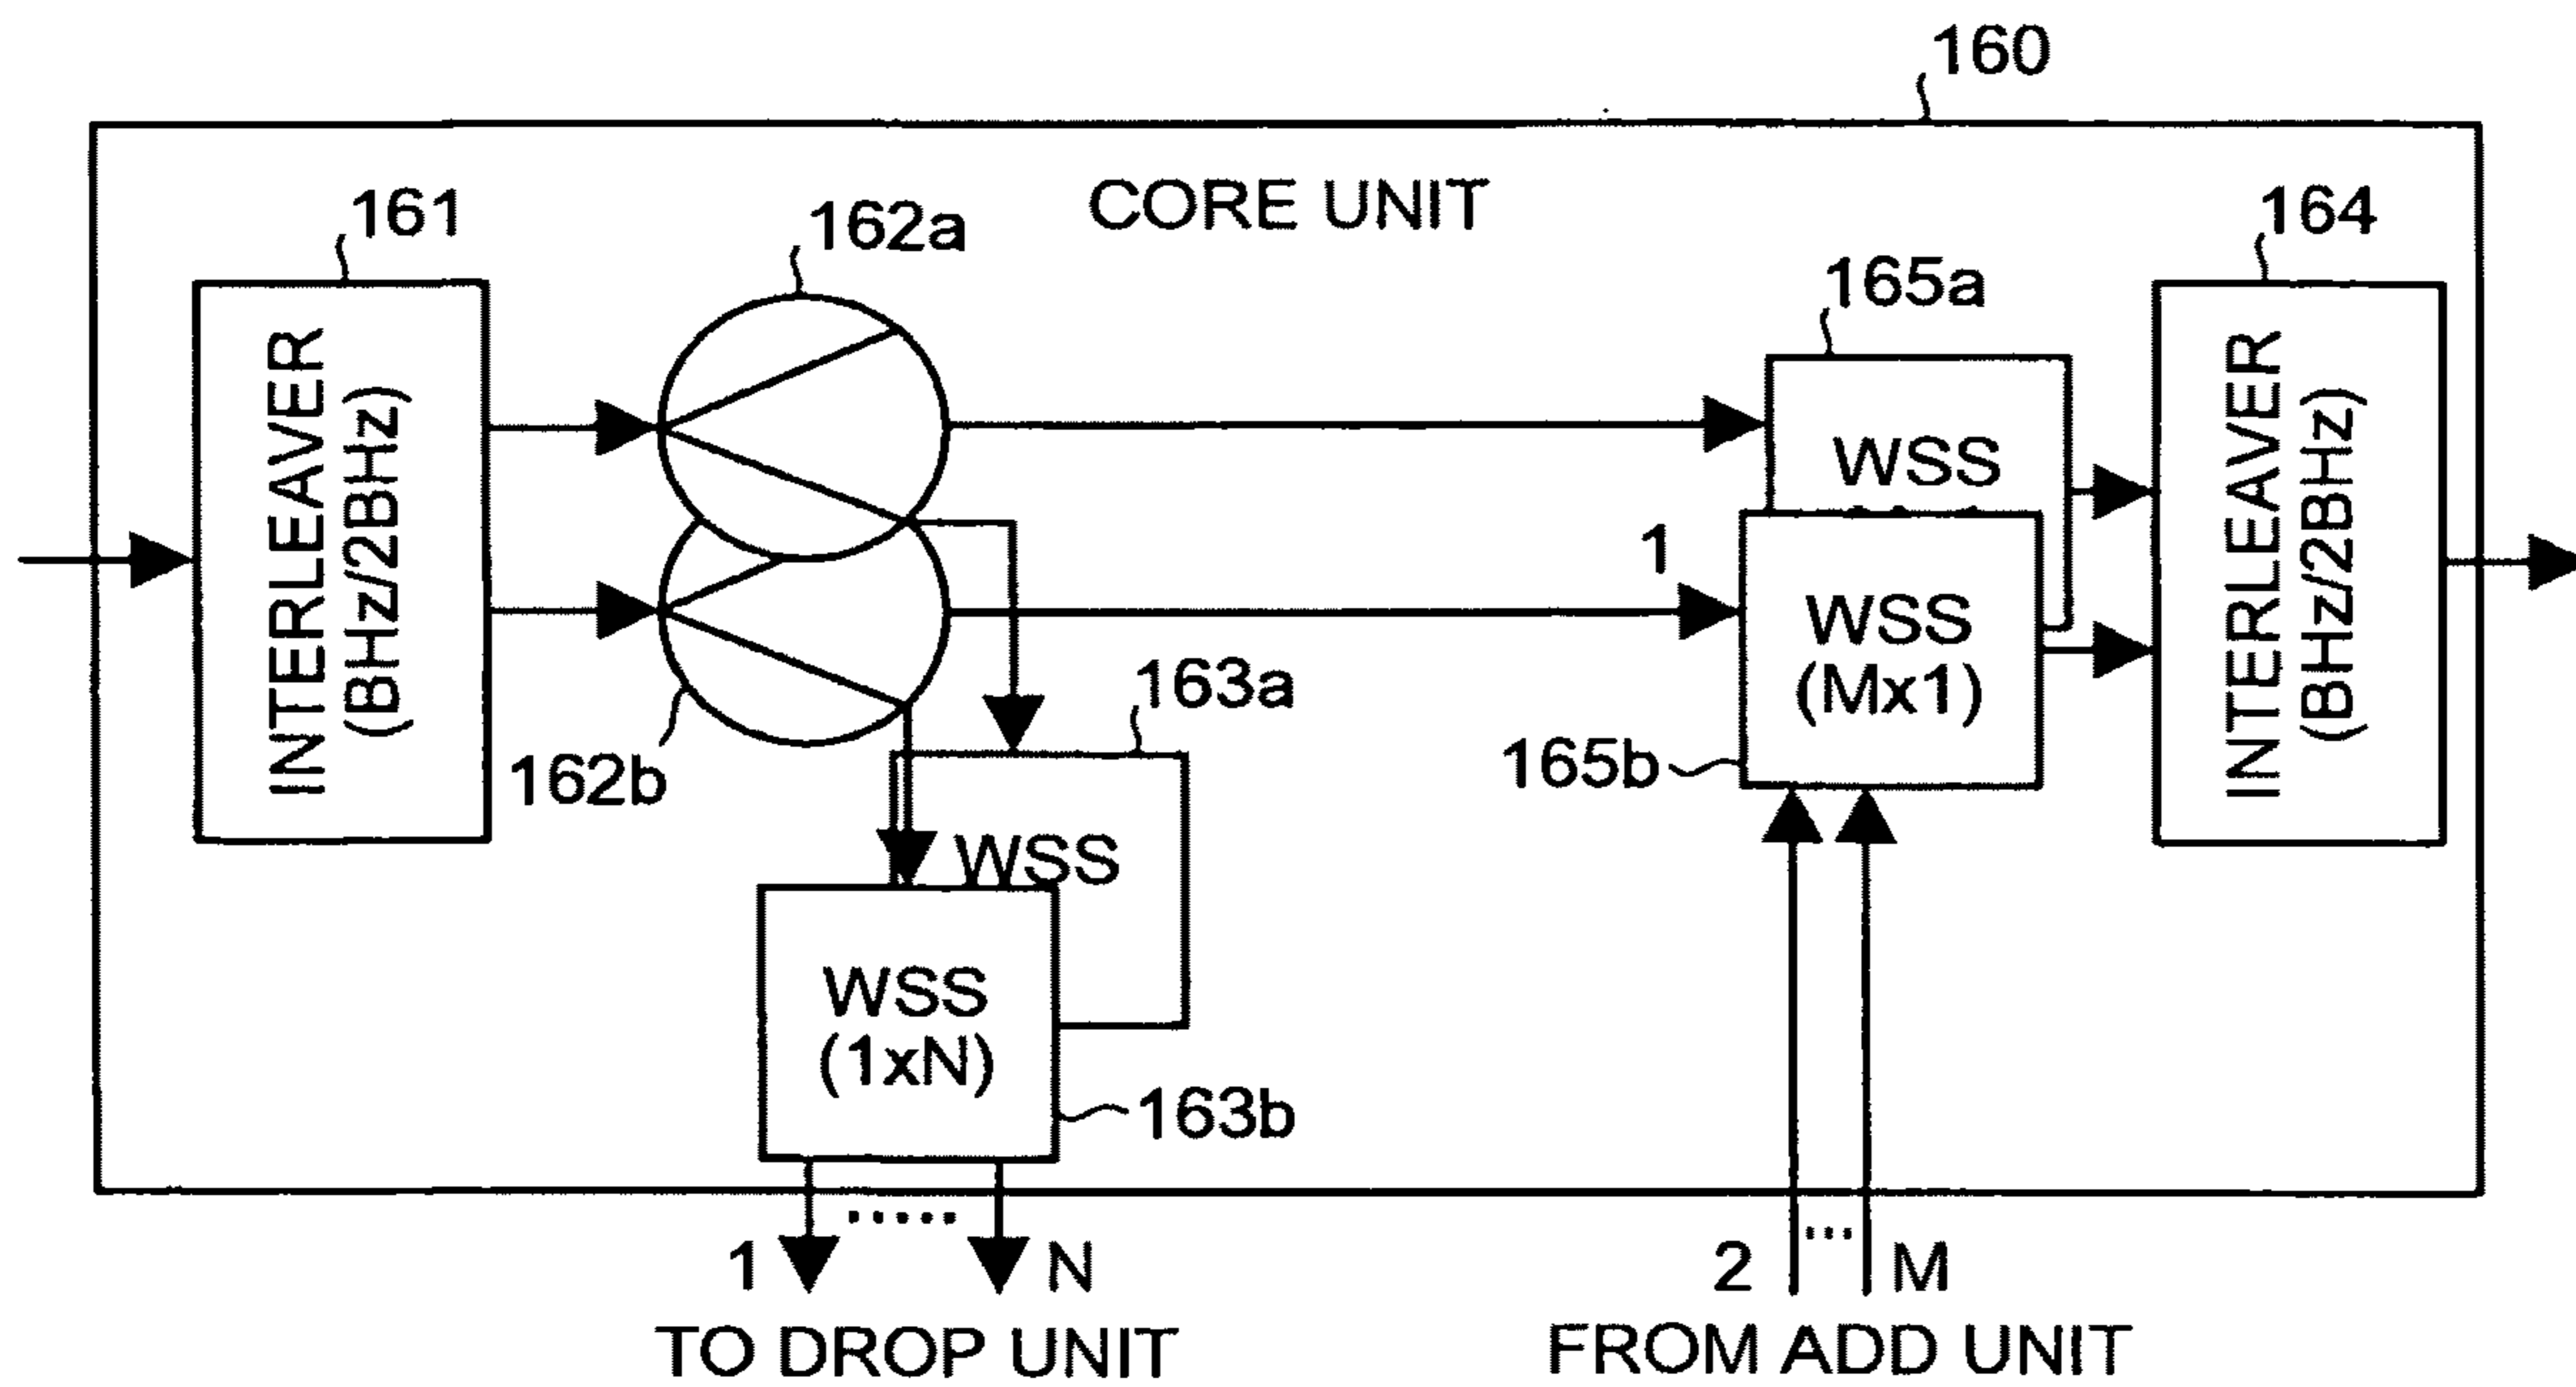 160
CORE UNIT
161
162a
165a
164
INTERLEAVER
(BHz/2BHz)
WSS
1
WSS
(Mx1)
INTERLEAVER
(BHz/2BHz)
162b
163a
165b
WSS
WSS
(1xN)
163b
1
.....
N
2
...
M
TO DROP UNIT
FROM ADD UNIT